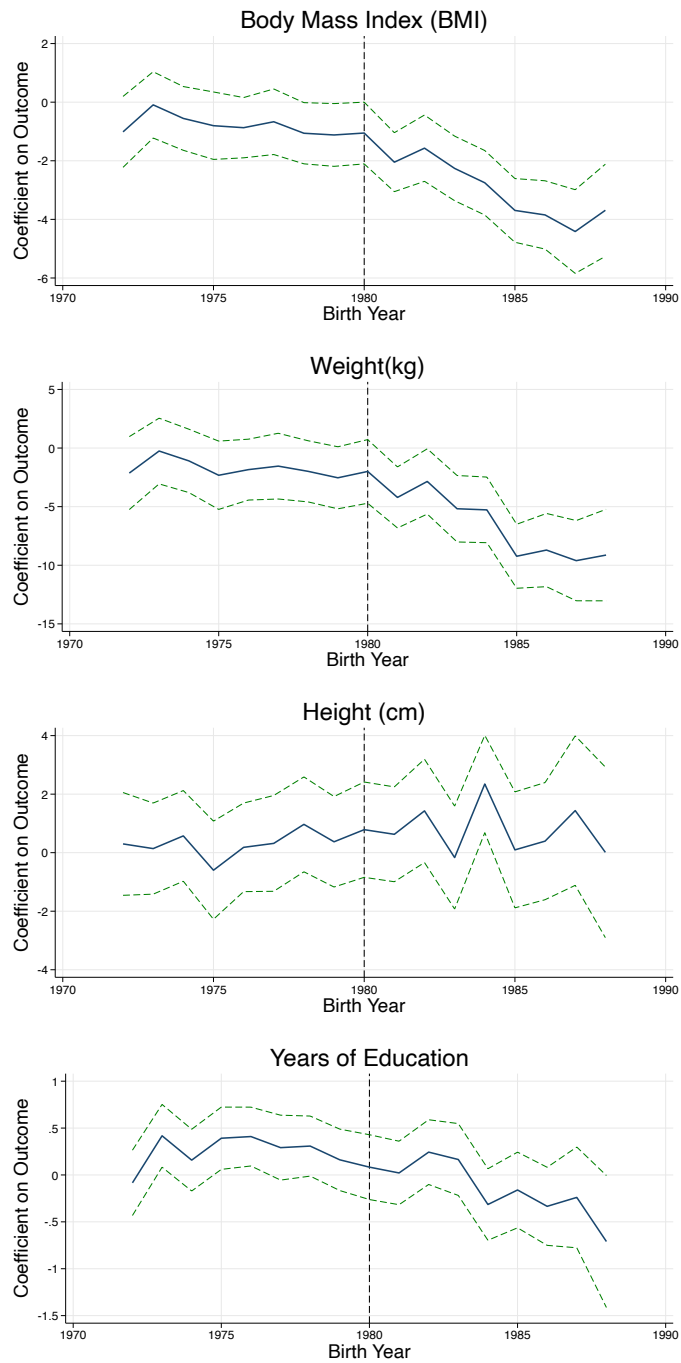 Body Mass Index (BMI)
Coefficient on Outcome
2
0
-2
-4
-6
1970 1975 1980 1985 1990
Birth Year
Weight(kg)
Coefficient on Outcome
5
0
-5
-10
-15
1970 1975 1980 1985 1990
Birth Year
Height (cm)
Coefficient on Outcome
4
2
0
-2
-4
1970 1975 1980 1985 1990
Birth Year
Years of Education
Coefficient on Outcome
1
.5
0
-.5
-1
-1.5
1970 1975 1980 1985 1990
Birth Year